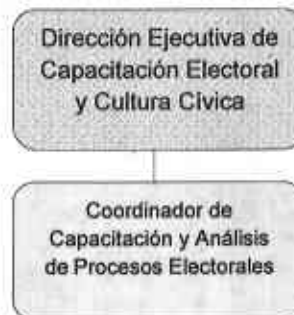 Dirección Ejecutiva de
Capacitación Electoral
y Cultura Cívica
Coordinador de
Capacitación y Análisis
de Procesos Electorales